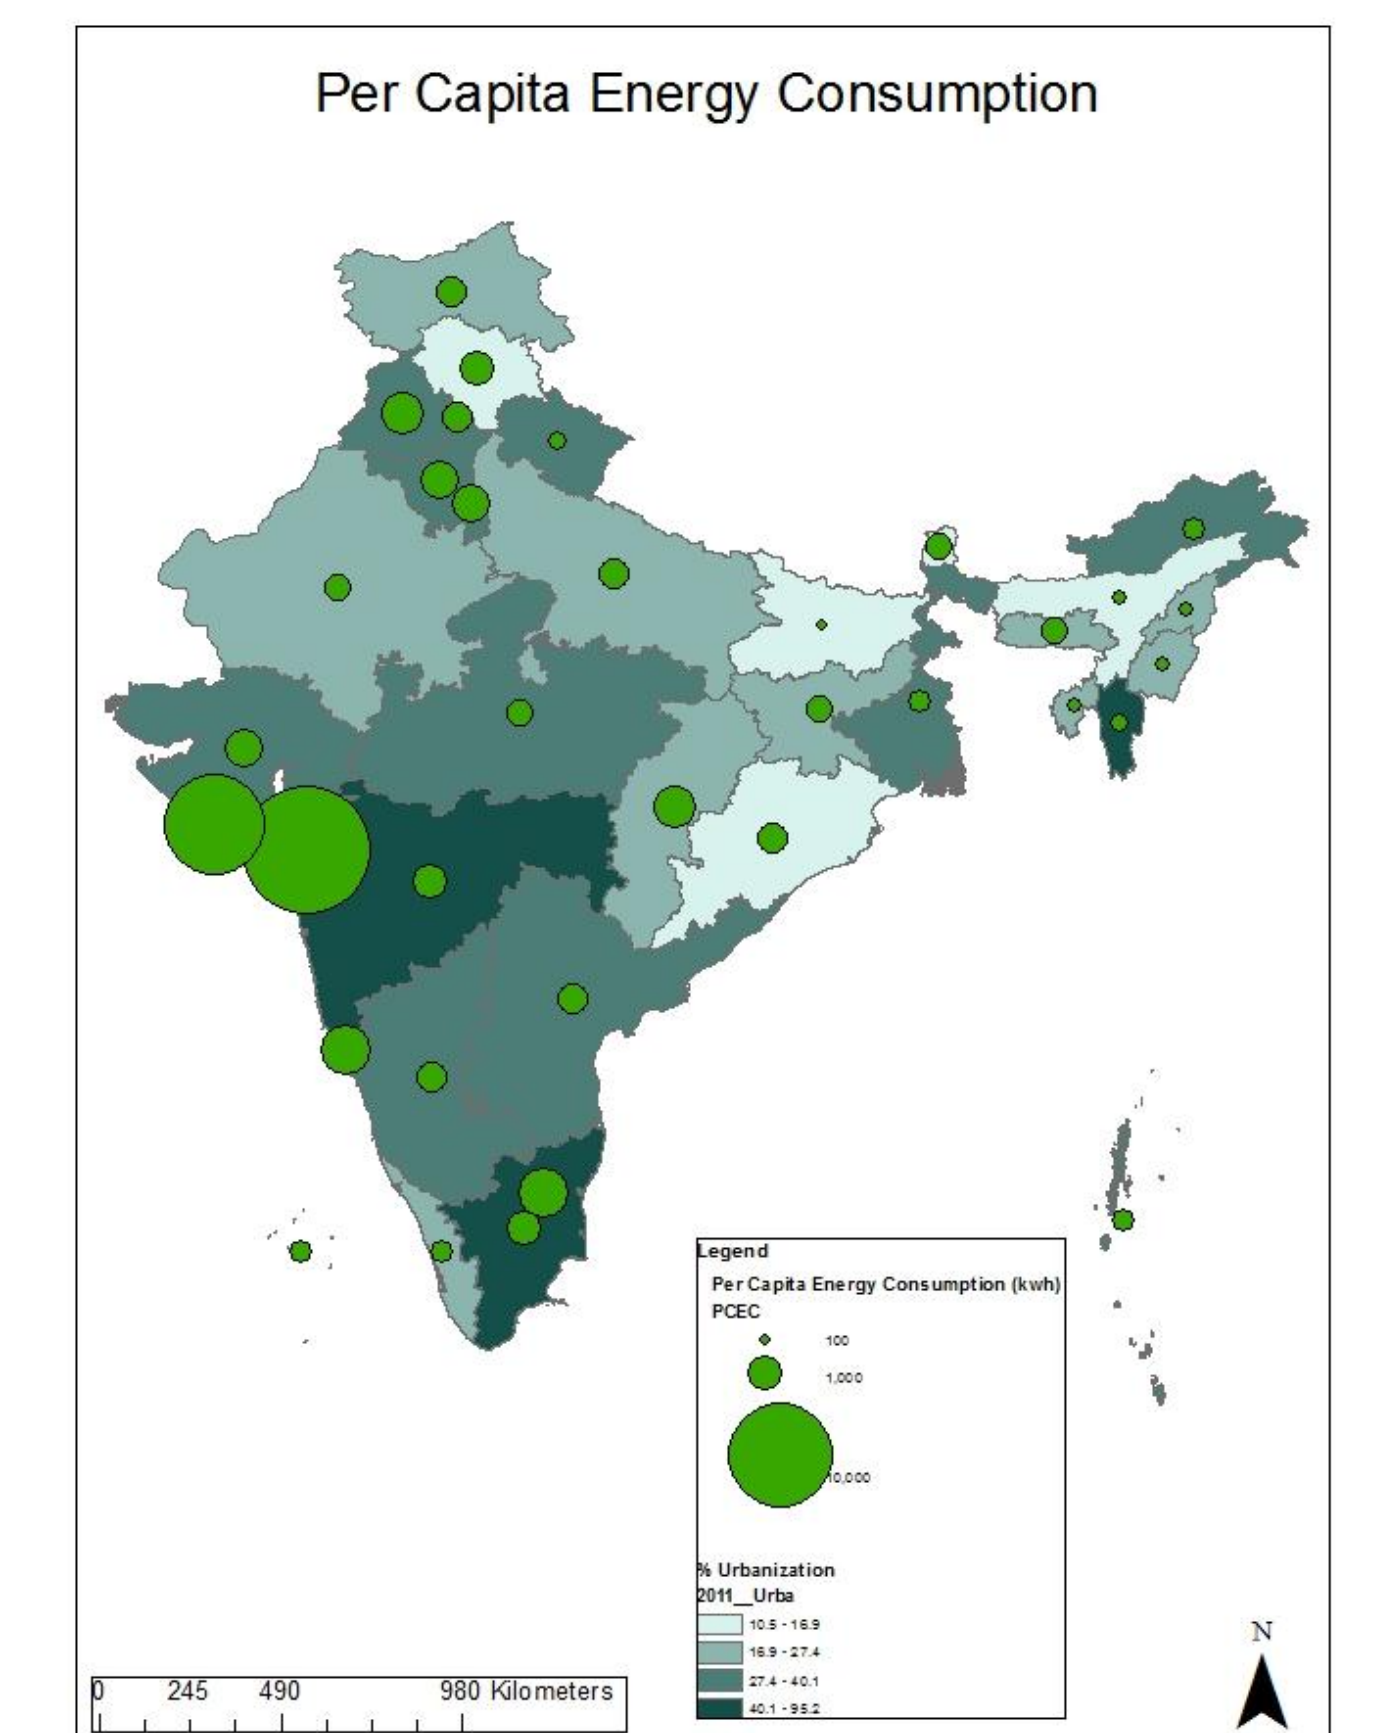 Per Capita Energy Consumption
Legend
Per Capita Energy Consumption (kwh)
PCEC
100
1,000
10,000
% Urbanization
2011__Urba
10.5 - 16.9
16.9 - 27.4
27.4 - 40.1
40.1 - 95.2
N
0 245 490 980 Kilometers